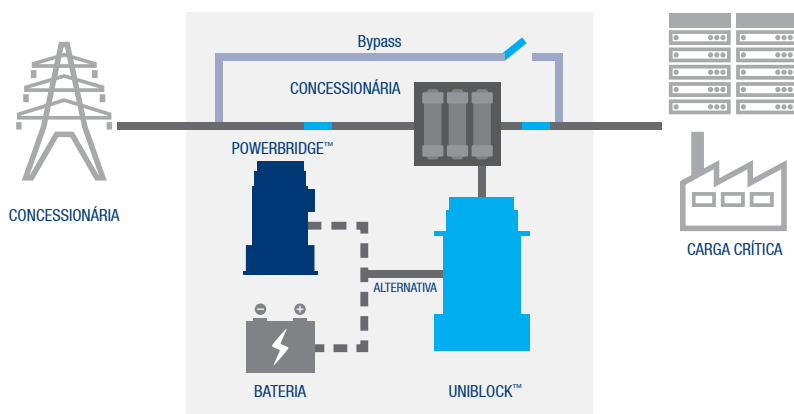 Bypass
CONCESSIONÁRIA
POWERBRIDGE™
CONCESSIONÁRIA
CARGA CRÍTICA
ALTERNATIVA
BATERIA
UNIBLOCK™